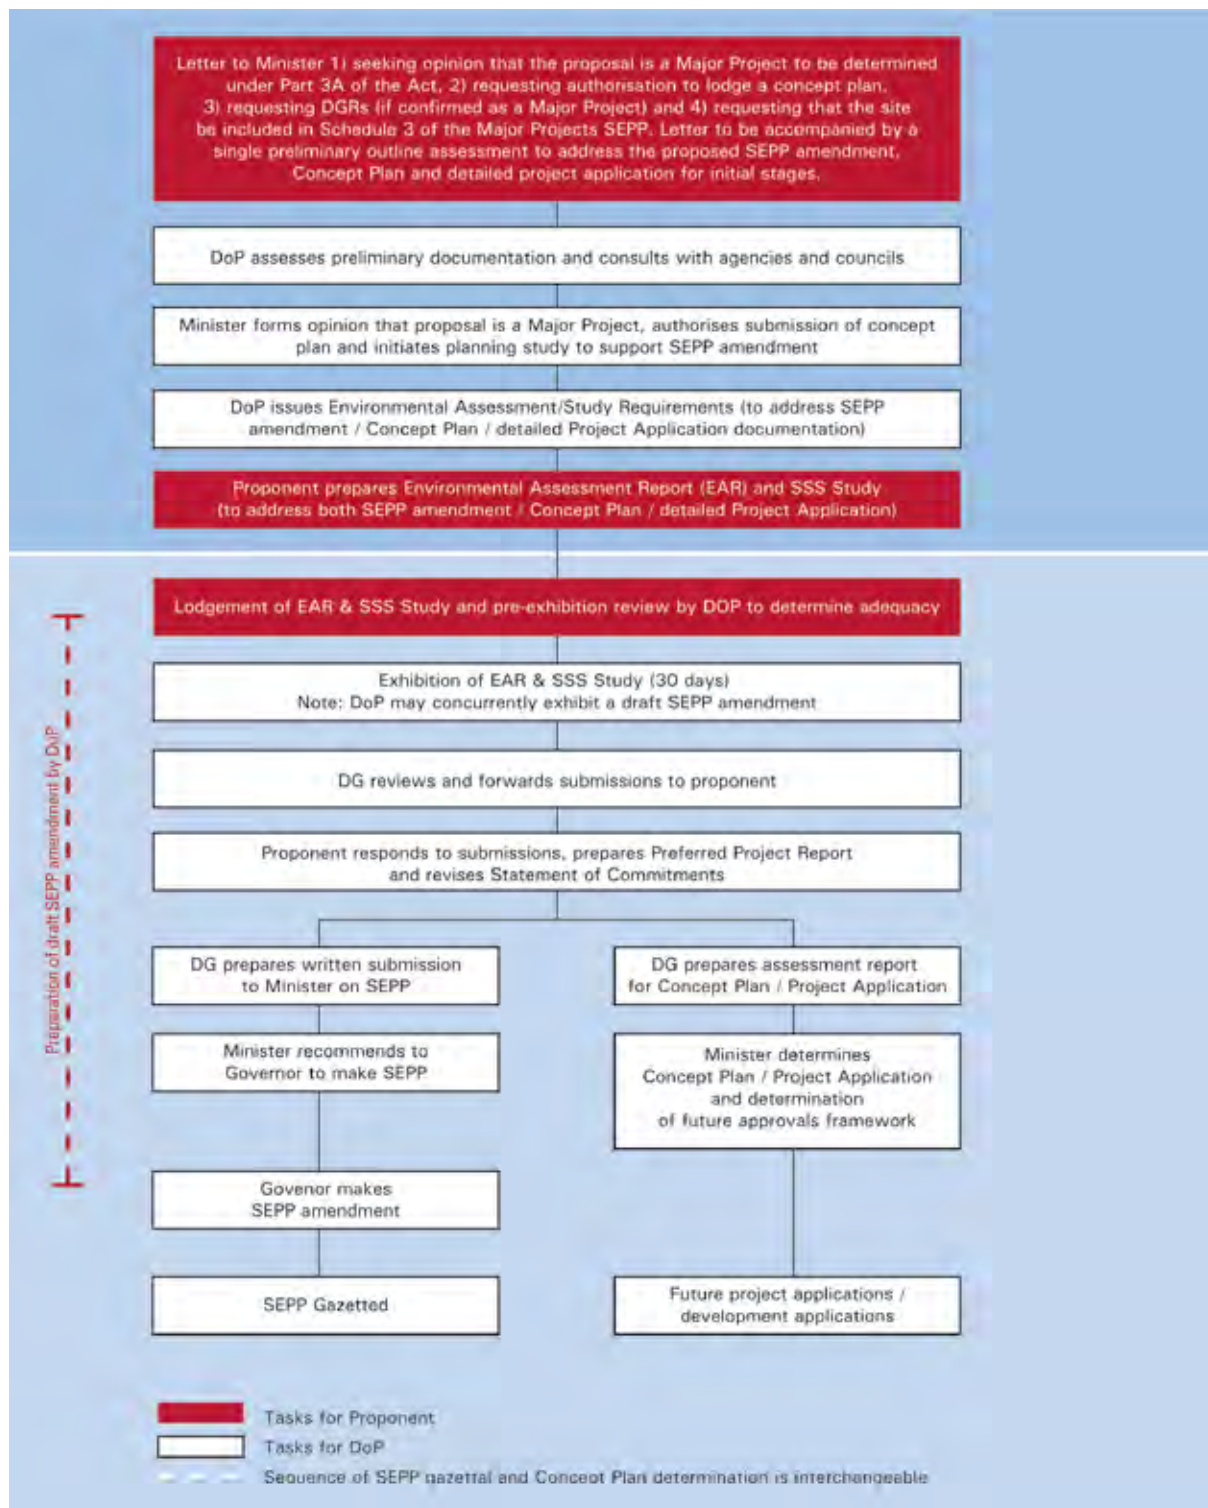 Letter to Minister 1) seeking opinion that the proposal is a Major Project to be determined
under Part 3A of the Act, 2) requesting authorisation to lodge a concept plan,
3) requesting DGRs (if confirmed as a Major Project) and 4) requesting that the site
be included in Schedule 3 of the Major Projects SEPP. Letter to be accompanied by a
single preliminary outline assessment to address the proposed SEPP amendment,
Concept Plan and detailed project application for initial stages.
DoP assesses preliminary documentation and consults with agencies and councils
Minister forms opinion that proposal is a Major Project, authorises submission of concept
plan and initiates planning study to support SEPP amendment
DoP issues Environmental Assessment/Study Requirements (to address SEPP
amendment / Concept Plan / detailed Project Application documentation)
Proponent prepares Environmental Assessment Report (EAR) and SSS Study
(to address both SEPP amendment / Concept Plan / detailed Project Application)
Lodgement of EAR & SSS Study and pre-exhibition review by DOP to determine adequacy
Preparation of draft SEPP amendment by DoP
Exhibition of EAR & SSS Study (30 days)
Note: DoP may concurrently exhibit a draft SEPP amendment
DG reviews and forwards submissions to proponent
Proponent responds to submissions, prepares Preferred Project Report
and revises Statement of Commitments
DG prepares written submission
to Minister on SEPP
DG prepares assessment report
for Concept Plan / Project Application
Minister recommends to
Governor to make SEPP
Minister determines
Concept Plan / Project Application
and determination
of future approvals framework
Govenor makes
SEPP amendment
SEPP Gazetted
Future project applications /
development applications
Tasks for Proponent
Tasks for DoP
Sequence of SEPP gazettal and Concept Plan determination is interchangeable